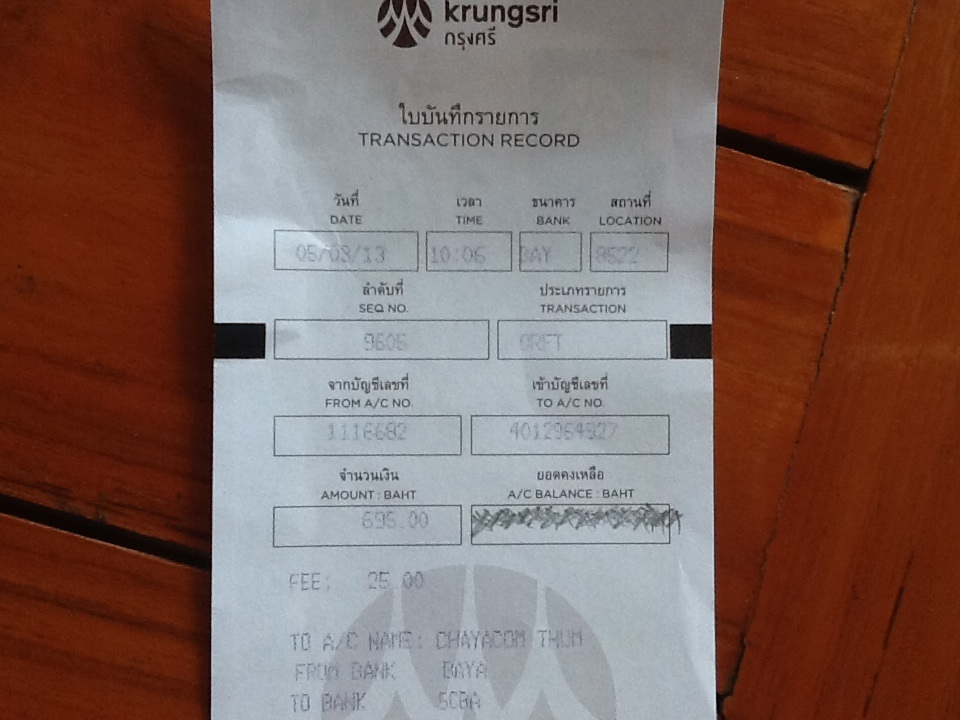 krungsri
กรุงศรี
ใบบันทึกรายการ
TRANSACTION RECORD
วันที่ เวลา ธนาคาร สถานที่
DATE TIME BANK LOCATION
05/03/13 10:06 BAY 8522
ลำดับที่ ประเภทรายการ
SEQ NO. TRANSACTION
9606 ORFT
จากบัญชีเลขที่ เข้าบัญชีเลขที่
FROM A/C NO. TO A/C NO.
1116682 4012964927
จำนวนเงิน ยอดคงเหลือ
AMOUNT : BAHT A/C BALANCE : BAHT
695.00
FEE: 25.00
TO A/C NAME: CHAYACOM THUM
FROM BANK BAYA
TO BANK SCBA